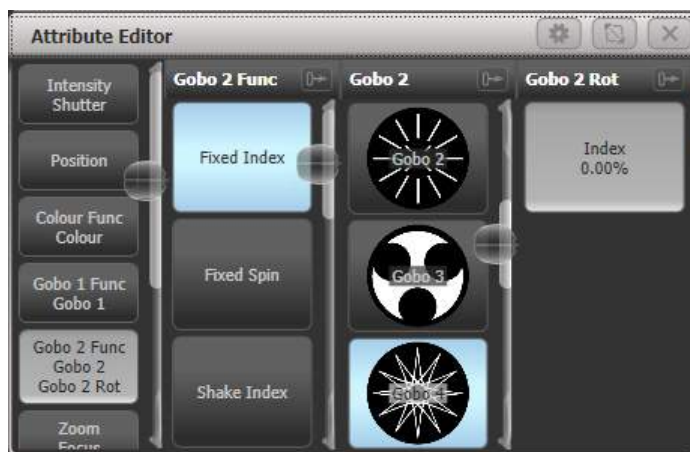 Attribute Editor
Intensity
Shutter
Position
Colour Func
Colour
Gobo 1 Func
Gobo 1
Gobo 2 Func
Gobo 2
Gobo 2 Rot
Zoom
Focus
Gobo 2 Func
Fixed Index
Fixed Spin
Shake Index
Gobo 2
Gobo 2
Gobo 3
Gobo 4
Gobo 2 Rot
Index
0.00%